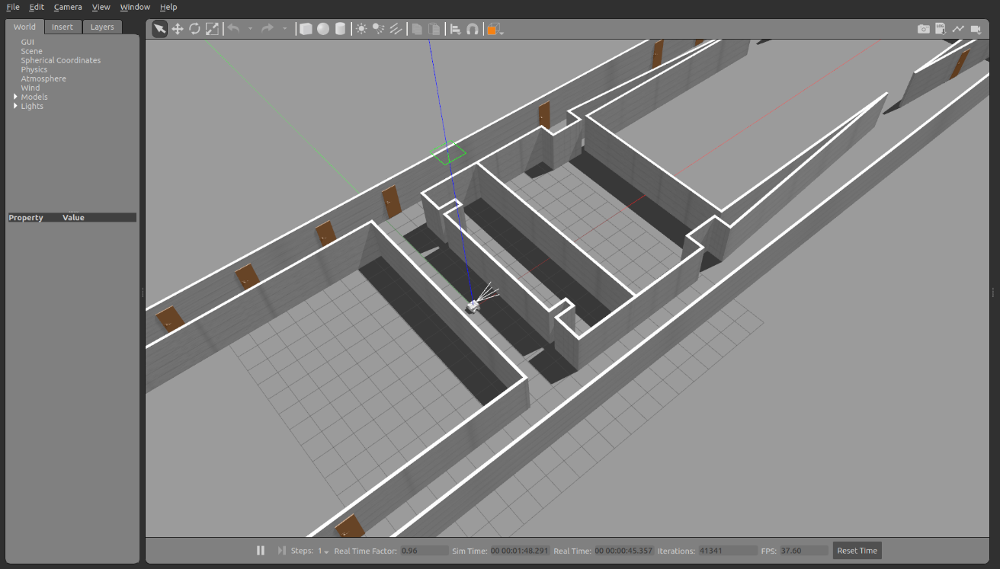 File Edit Camera View Window Help
World Insert Layers
GUI
Scene
Spherical Coordinates
Physics
Atmosphere
Wind
Models
Lights
Property Value
Steps: 1 Real Time Factor: 0.96 Sim Time: 00 00:01:48.291 Real Time: 00 00:00:45.357 Iterations: 41341 FPS: 37.60 Reset Time